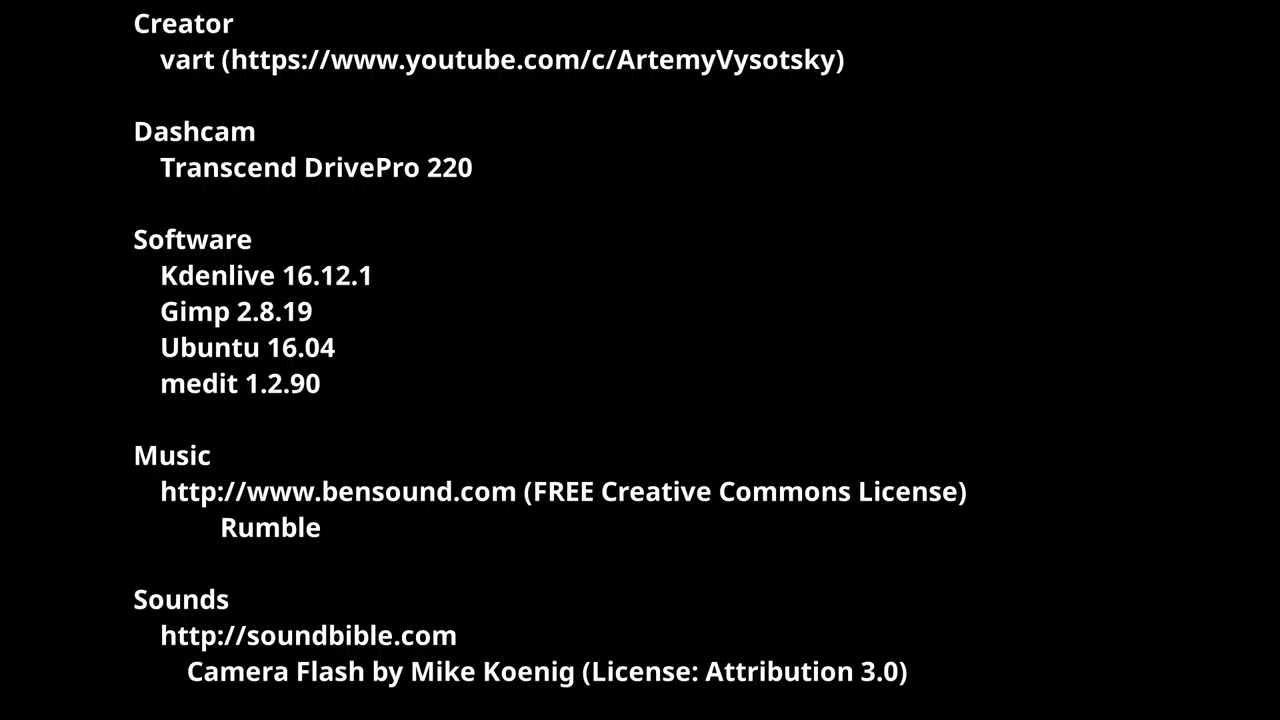 Creator
vart (https://www.youtube.com/c/ArtemyVysotsky)
Dashcam
Transcend DrivePro 220
Software
Kdenlive 16.12.1
Gimp 2.8.19
Ubuntu 16.04
medit 1.2.90
Music
http://www.bensound.com (FREE Creative Commons License)
Rumble
Sounds
http://soundbible.com
Camera Flash by Mike Koenig (License: Attribution 3.0)